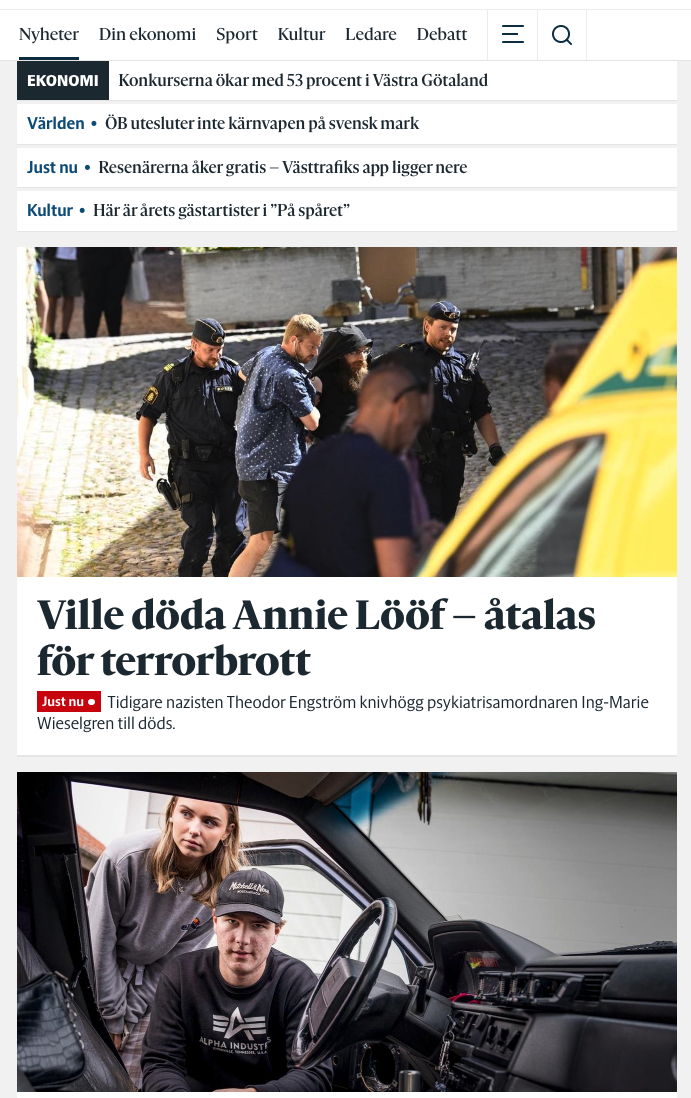 Nyheter Din ekonomi Sport Kultur Ledare Debatt
EKONOMI Konkurserna ökar med 53 procent i Västra Götaland
Världen • ÖB utesluter inte kärnvapen på svensk mark
Just nu • Resenärerna åker gratis – Västtrafiks app ligger nere
Kultur • Här är årets gästartister i ”På spåret”
Ville döda Annie Lööf – åtalas
för terrorbrott
Just nu ● Tidigare nazisten Theodor Engström knivhögg psykiatrisamordnaren Ing-Marie
Wieselgren till döds.
Mitchell & Ness
ALPHA INDUSTRIES